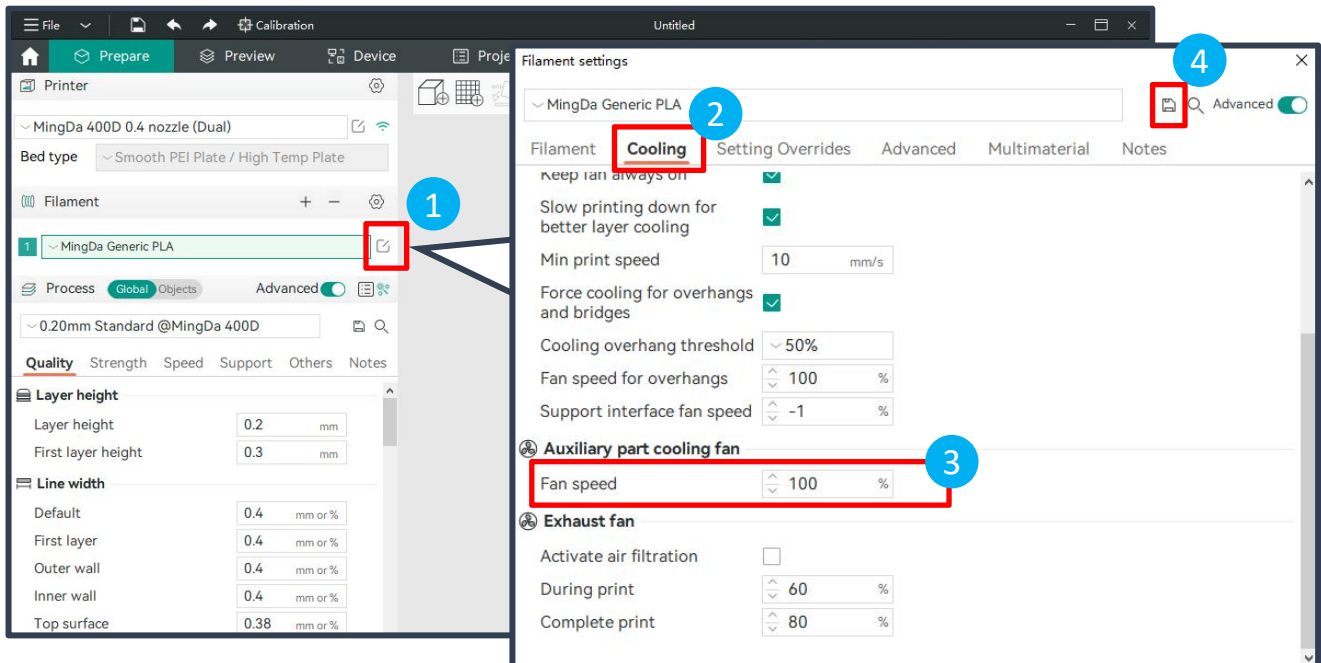 File
Calibration
Untitled
Prepare
Preview
Device
Proje
Printer
MingDa 400D 0.4 nozzle (Dual)
Bed type
Smooth PEI Plate / High Temp Plate
Filament
1
1
MingDa Generic PLA
Process
Global
Objects
Advanced
0.20mm Standard @MingDa 400D
Quality
Strength
Speed
Support
Others
Notes
Layer height
Layer height 0.2 mm
First layer height 0.3 mm
Line width
Default 0.4 mm or %
First layer 0.4 mm or %
Outer wall 0.4 mm or %
Inner wall 0.4 mm or %
Top surface 0.38 mm or %
Filament settings
4
MingDa Generic PLA
2
Advanced
Filament
Cooling
Setting Overrides
Advanced
Multimaterial
Notes
Keep fan always on
Slow printing down for
better layer cooling
Min print speed 10 mm/s
Force cooling for overhangs
and bridges
Cooling overhang threshold 50%
Fan speed for overhangs 100 %
Support interface fan speed -1 %
Auxiliary part cooling fan
3
Fan speed 100 %
Exhaust fan
Activate air filtration
During print 60 %
Complete print 80 %